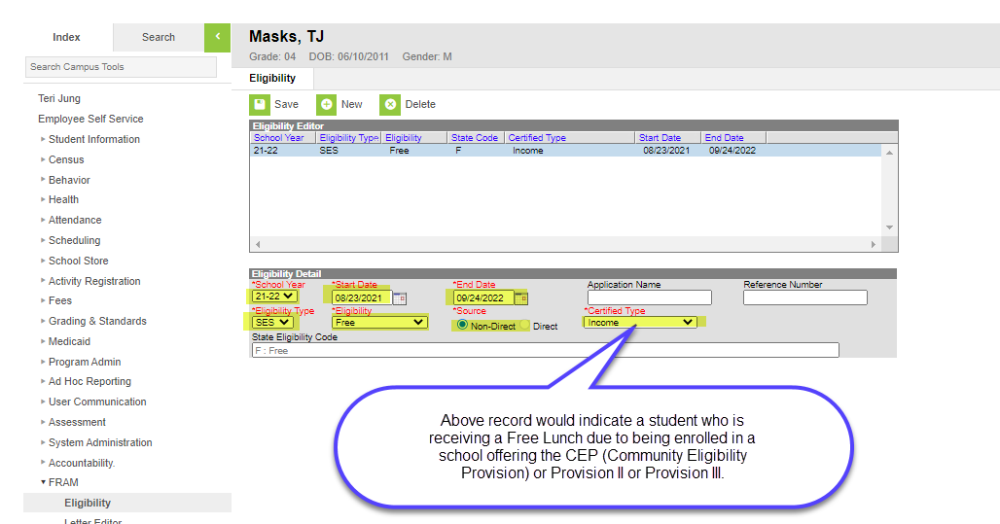 Index
Search
Masks, TJ
Grade: 04 DOB: 06/10/2011 Gender: M
Search Campus Tools
Eligibility
Save New Delete
Teri Jung
Employee Self Service
Student Information
Census
Behavior
Health
Attendance
Scheduling
School Store
Activity Registration
Fees
Grading & Standards
Medicaid
Program Admin
Ad Hoc Reporting
User Communication
Assessment
System Administration
Accountability.
FRAM
Eligibility
Letter Editor
Eligibility Editor
School Year Eligibility Type Eligibility State Code Certified Type Start Date End Date
21-22 SES Free F Income 08/23/2021 09/24/2022
Eligibility Detail
*School Year *Start Date *End Date Application Name Reference Number
21-22 08/23/2021 09/24/2022
*Eligibility Type *Eligibility *Source *Certified Type
SES Free Non-Direct Direct Income
State Eligibility Code
F : Free
Above record would indicate a student who is
receiving a Free Lunch due to being enrolled in a
school offering the CEP (Community Eligibility
Provision) or Provision II or Provision III.